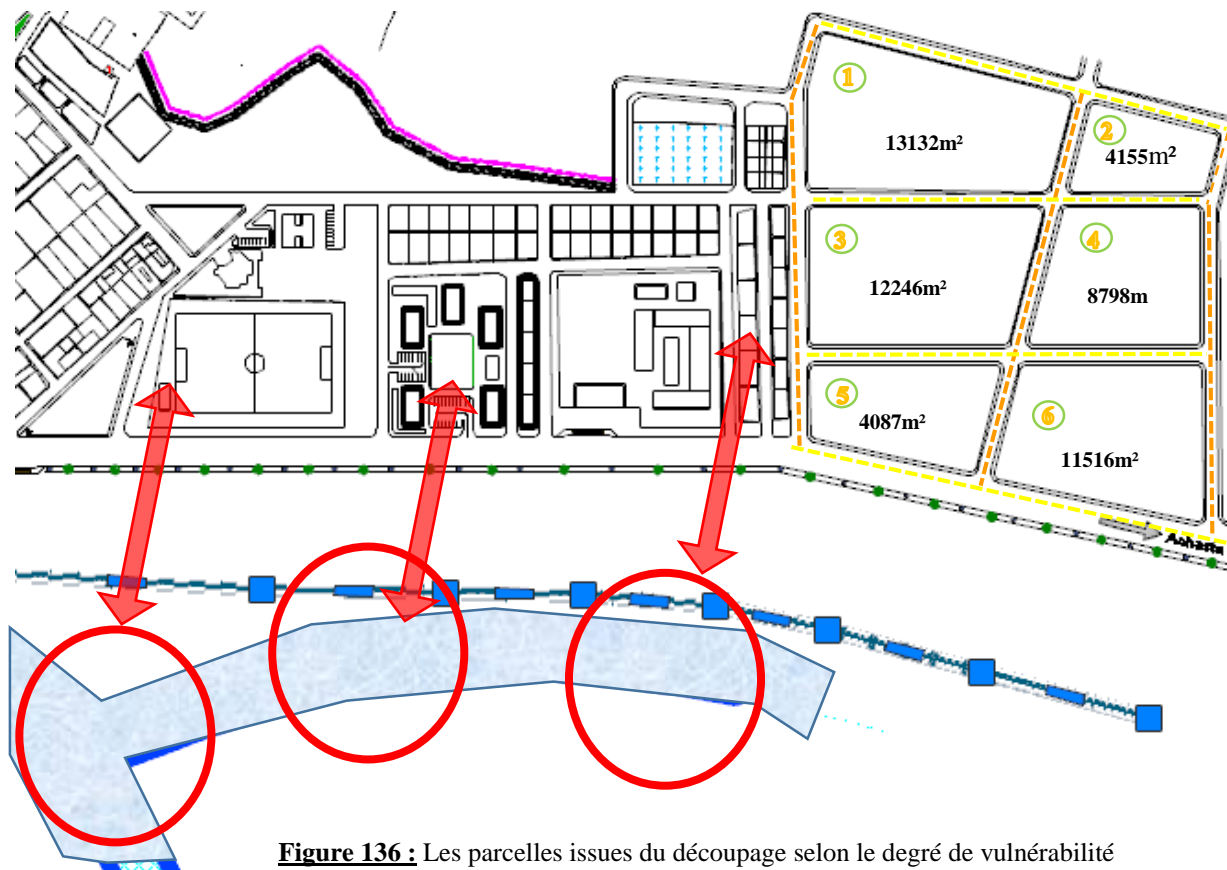 1
13132m²
2
4155m²
3
12246m²
4
8798m
5
4087m²
6
11516m²
Figure 136 : Les parcelles issues du découpage selon le degré de vulnérabilité